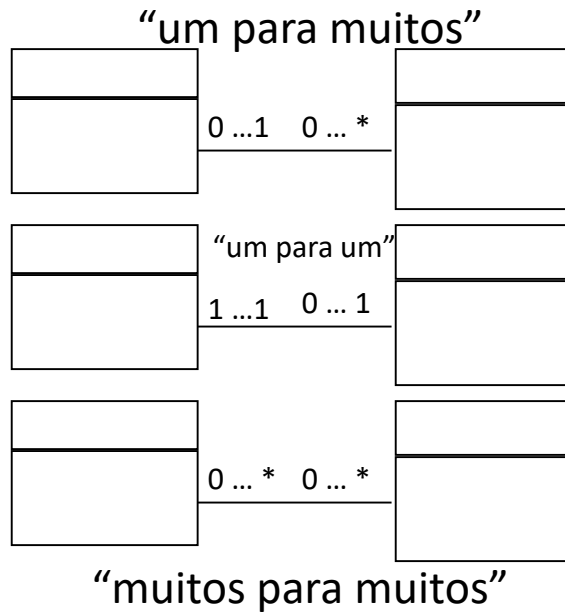 “um para muitos”
0 …1 0 … *
“um para um”
1 …1 0 … 1
0 … * 0 … *
“muitos para muitos”